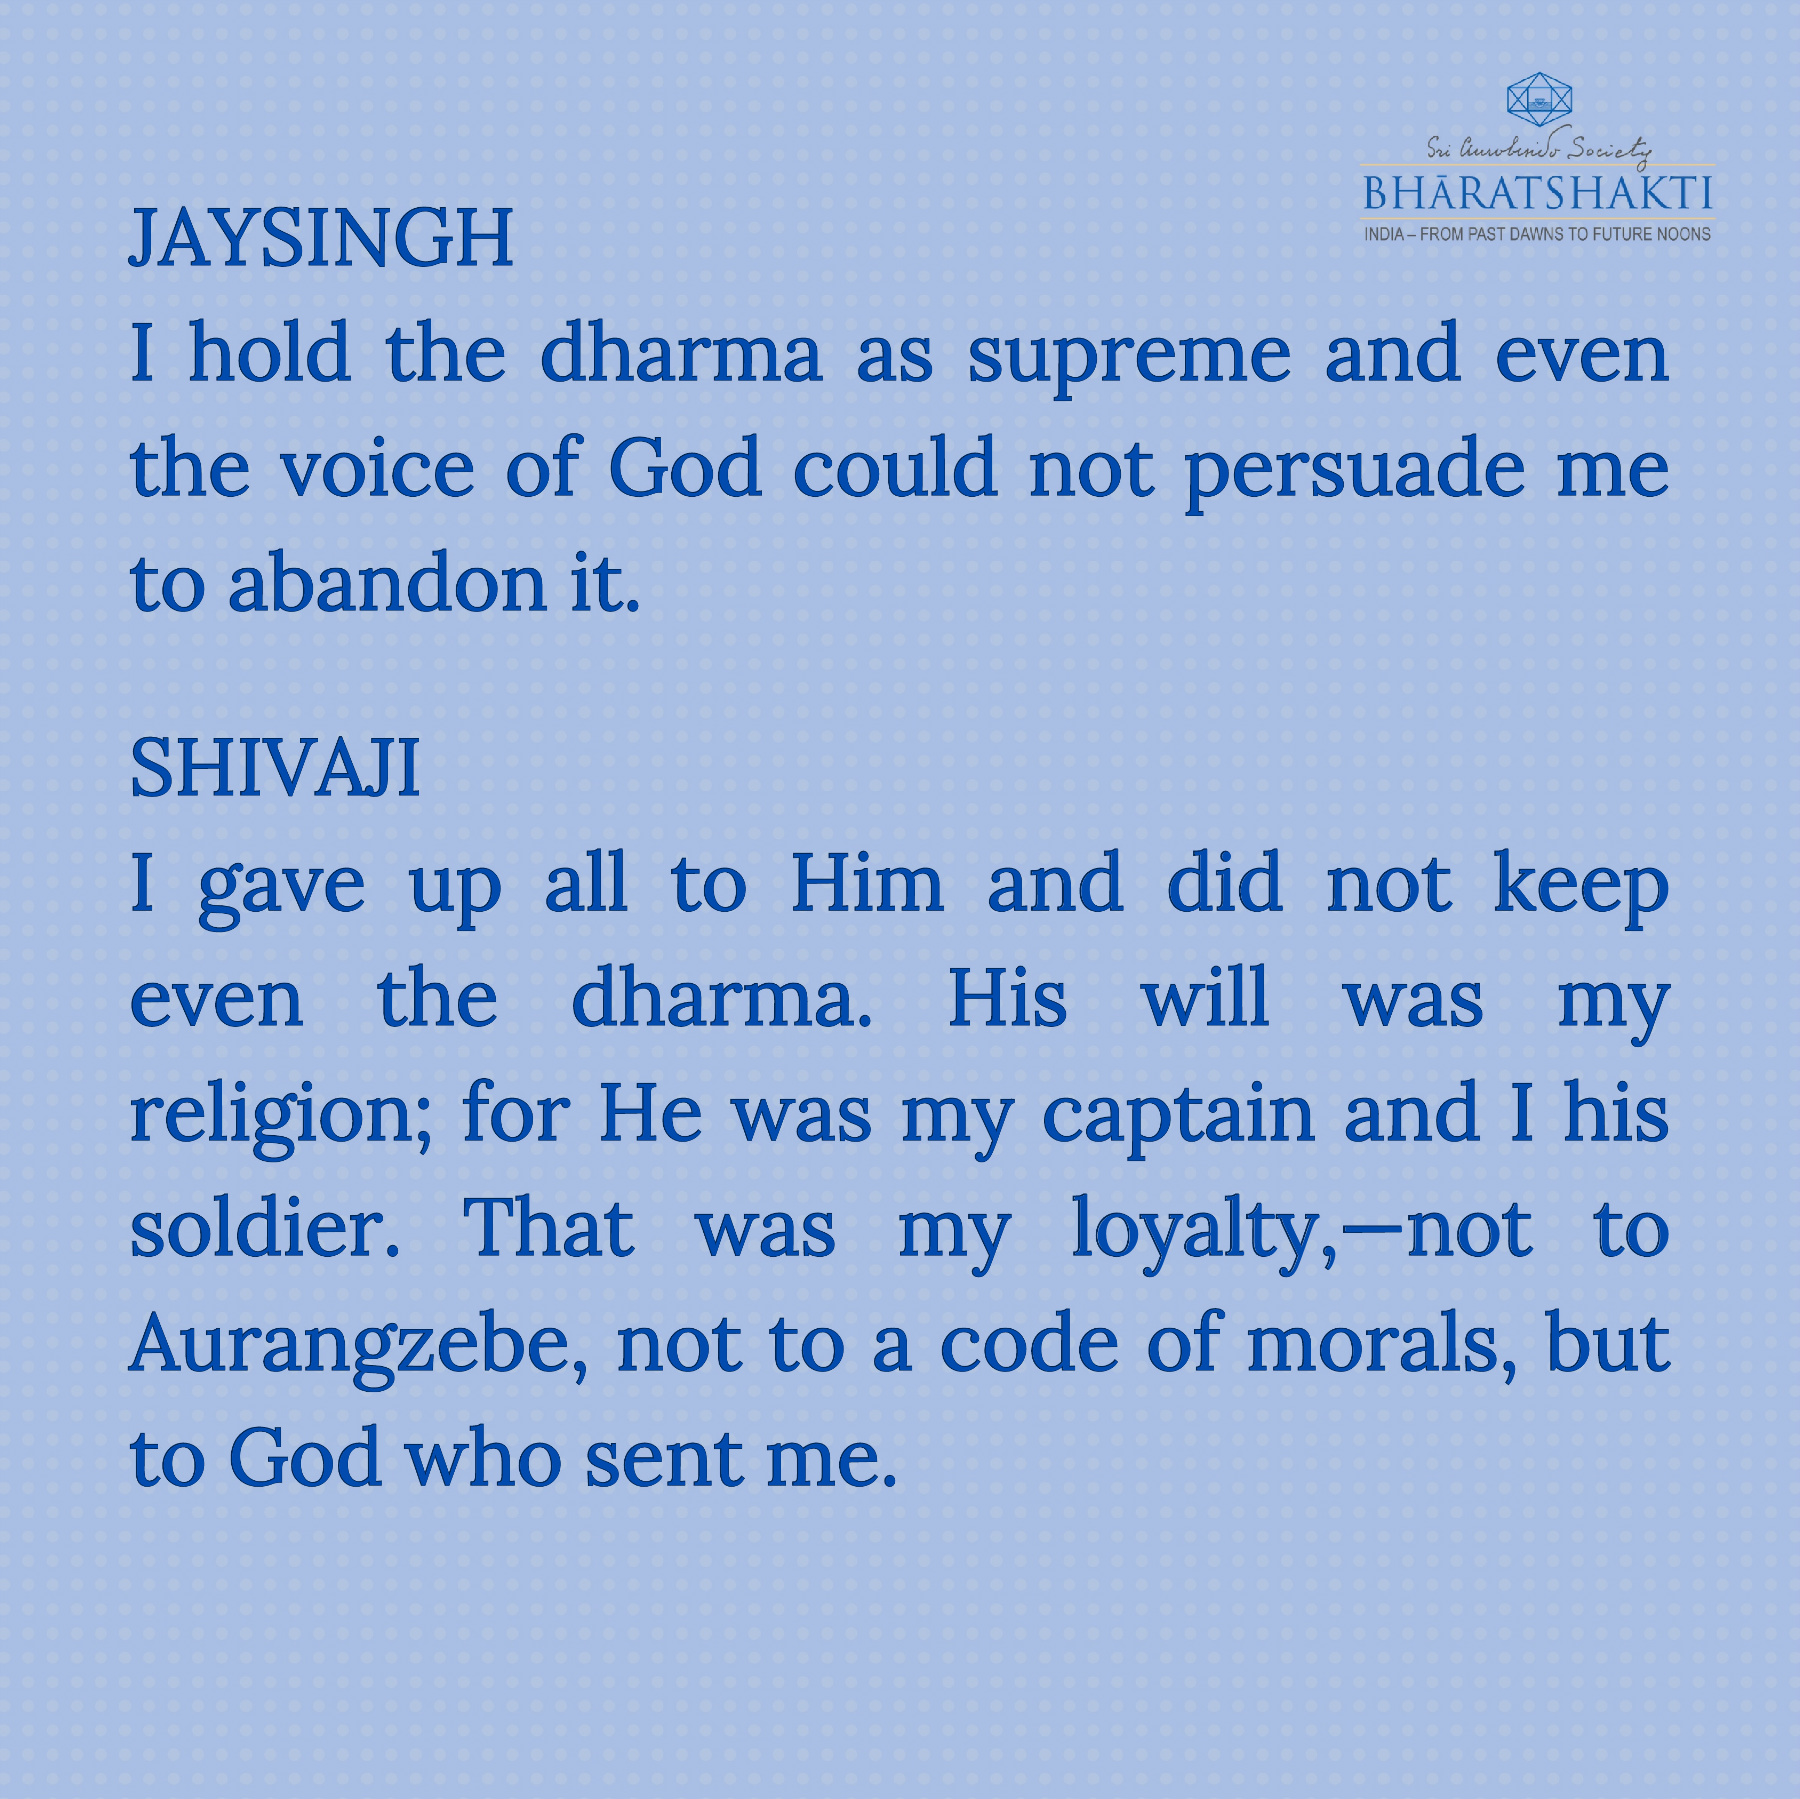 Sri Aurobindo Society
BHĀRATSHAKTI
INDIA – FROM PAST DAWNS TO FUTURE NOONS
JAYSINGH
I hold the dharma as supreme and even
the voice of God could not persuade me
to abandon it.
SHIVAJI
I gave up all to Him and did not keep
even the dharma. His will was my
religion; for He was my captain and I his
soldier. That was my loyalty,—not to
Aurangzebe, not to a code of morals, but
to God who sent me.